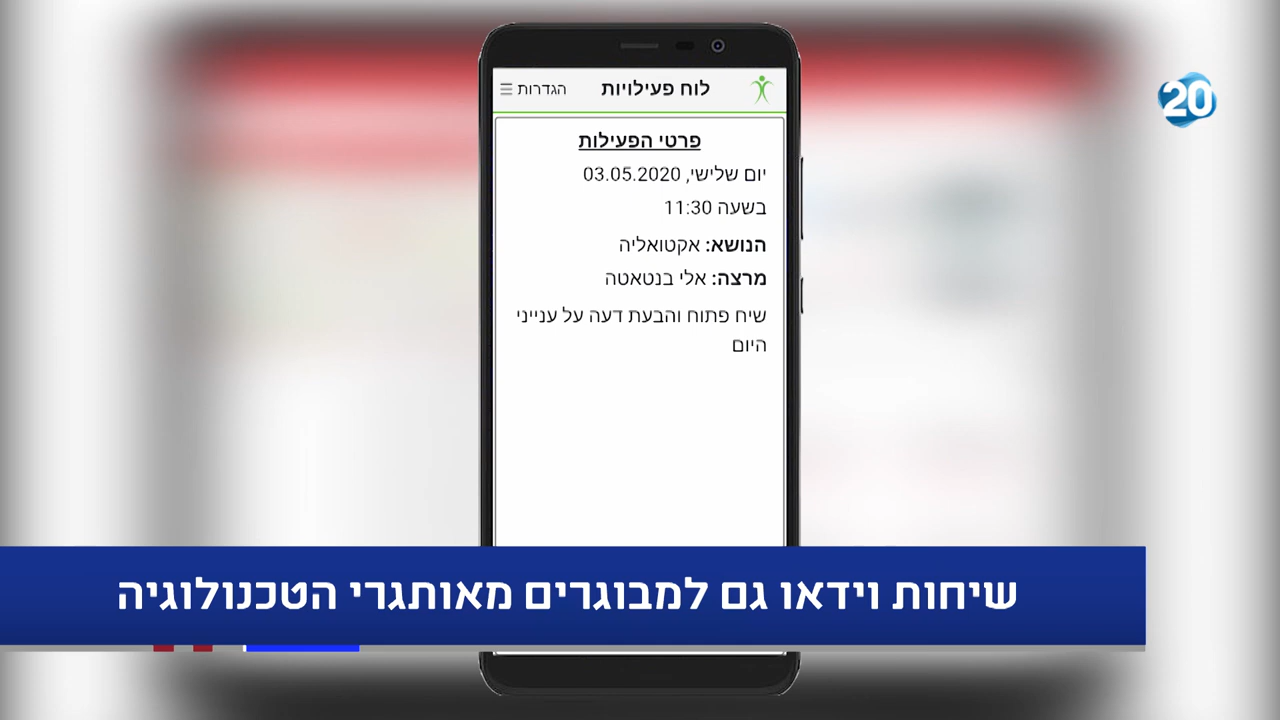 20
לוח פעילויות
הגדרות
פרטי הפעילות
יום שלישי, 03.05.2020
בשעה 11:30
הנושא: אקטואליה
מרצה: אלי בנטאטה
שיח פתוח והבעת דעה על ענייני
היום
שיחות וידאו גם למבוגרים מאותגרי הטכנולוגיה